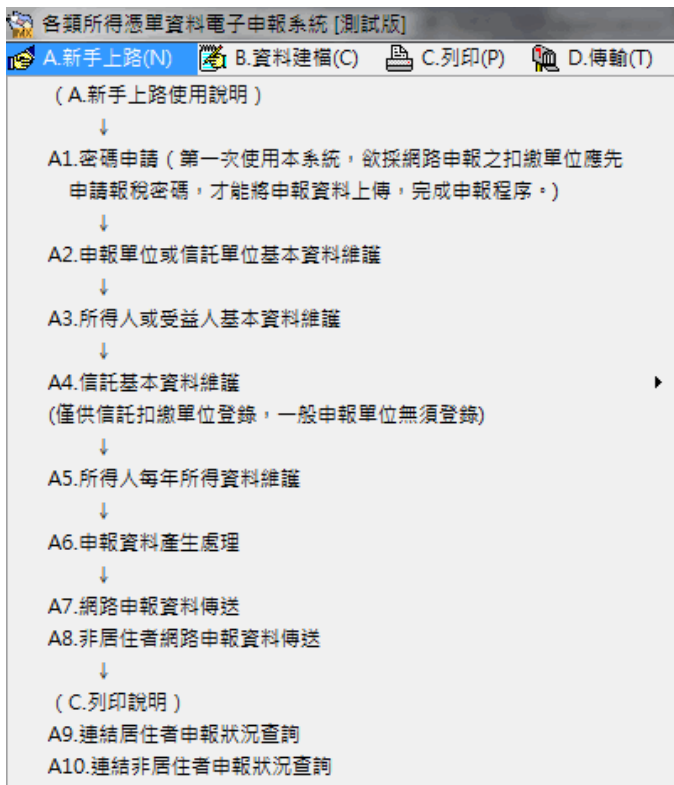 各類所得憑單資料電子申報系統 [測試版]
A.新手上路(N) B.資料建檔(C) C.列印(P) D.傳輸(T)
( A.新手上路使用說明 )
↓
A1.密碼申請 ( 第一次使用本系統，欲採網路申報之扣繳單位應先
申請報稅密碼，才能將申報資料上傳，完成申報程序。)
↓
A2.申報單位或信託單位基本資料維護
↓
A3.所得人或受益人基本資料維護
↓
A4.信託基本資料維護
(僅供信託扣繳單位登錄，一般申報單位無須登錄)
↓
A5.所得人每年所得資料維護
↓
A6.申報資料產生處理
↓
A7.網路申報資料傳送
A8.非居住者網路申報資料傳送
↓
( C.列印說明 )
A9.連結居住者申報狀況查詢
A10.連結非居住者申報狀況查詢